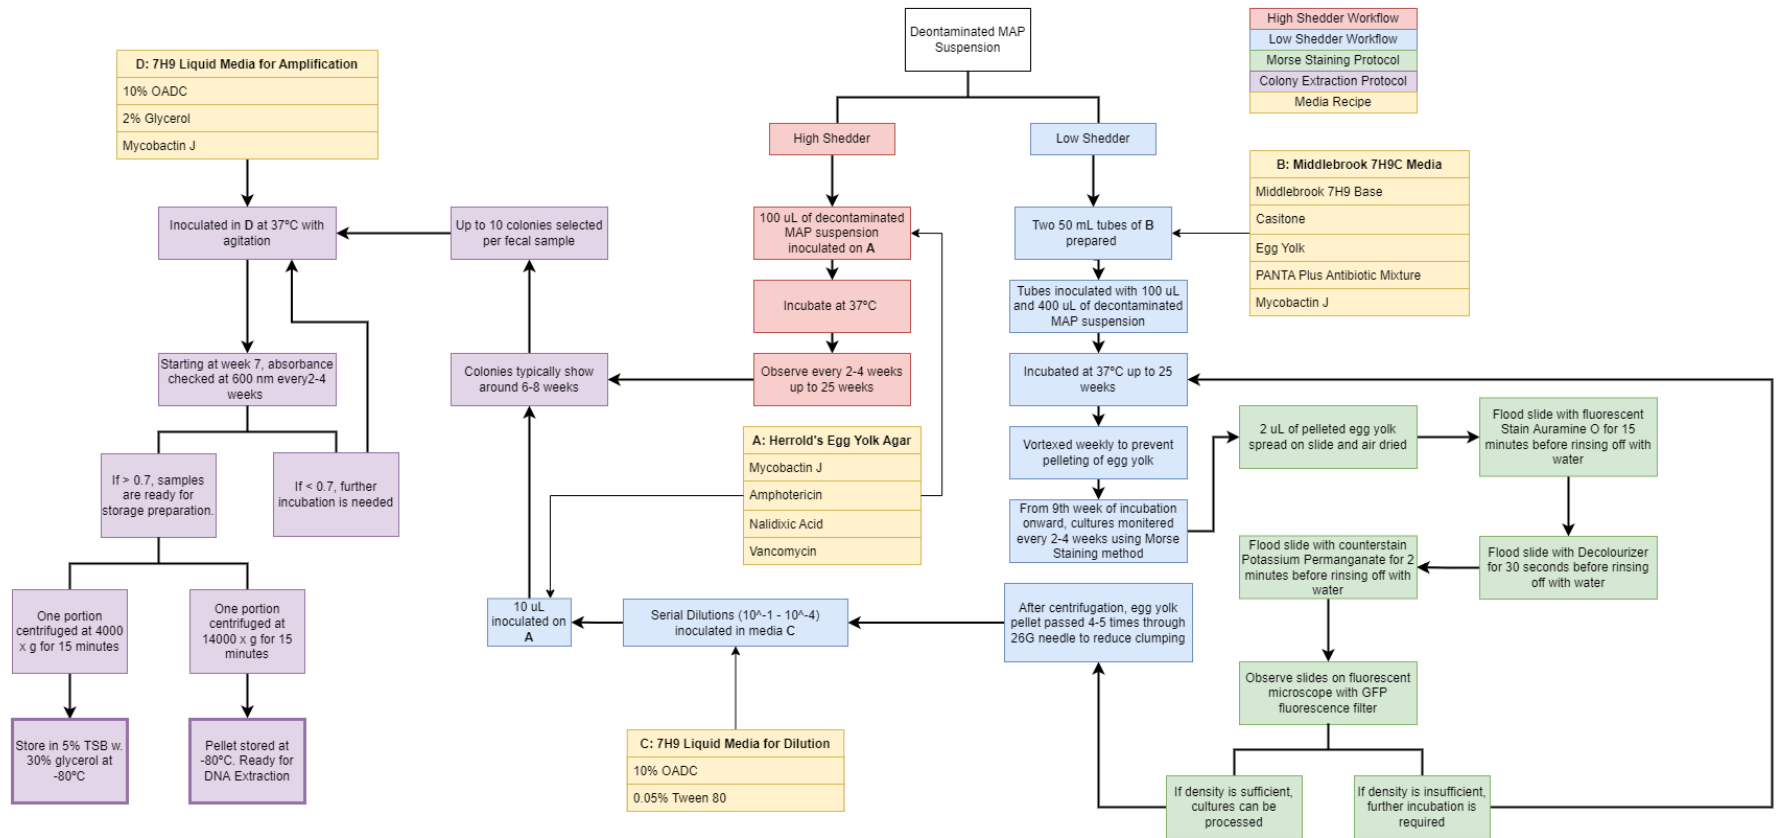 Deontaminated MAP
Suspension
High Shedder Workflow
Low Shedder Workflow
Morse Staining Protocol
Colony Extraction Protocol
Media Recipe
D: 7H9 Liquid Media for Amplification
10% OADC
2% Glycerol
Mycobactin J
High Shedder
Low Shedder
B: Middlebrook 7H9C Media
Middlebrook 7H9 Base
Casitone
Egg Yolk
PANTA Plus Antibiotic Mixture
Mycobactin J
Inoculated in D at 37ºC with
agitation
Up to 10 colonies selected
per fecal sample
100 uL of decontaminated
MAP suspension
inoculated on A
Two 50 mL tubes of B
prepared
Incubate at 37ºC
Tubes inoculated with 100 uL
and 400 uL of decontaminated
MAP suspension
Starting at week 7, absorbance
checked at 600 nm every2-4
weeks
Colonies typically show
around 6-8 weeks
Observe every 2-4 weeks
up to 25 weeks
Incubated at 37ºC up to 25
weeks
If > 0.7, samples
are ready for
storage preparation.
If < 0.7, further
incubation is needed
A: Herrold's Egg Yolk Agar
Mycobactin J
Amphotericin
Nalidixic Acid
Vancomycin
Vortexed weekly to prevent
pelleting of egg yolk
2 uL of pelleted egg yolk
spread on slide and air dried
Flood slide with fluorescent
Stain Auramine O for 15
minutes before rinsing off with
water
From 9th week of incubation
onward, cultures monitered
every 2-4 weeks using Morse
Staining method
Flood slide with counterstain
Potassium Permanganate for 2
minutes before rinsing off with
water
Flood slide with Decolourizer
for 30 seconds before rinsing
off with water
One portion
centrifuged at 4000
x g for 15 minutes
One portion
centrifuged at
14000 x g for 15
minutes
10 uL
inoculated on
A
Serial Dilutions (10^-1 - 10^-4)
inoculated in media C
After centrifugation, egg yolk
pellet passed 4-5 times through
26G needle to reduce clumping
Observe slides on fluorescent
microscope with GFP
fluorescence filter
Store in 5% TSB w.
30% glycerol at
-80ºC
Pellet stored at
-80ºC. Ready for
DNA Extraction
C: 7H9 Liquid Media for Dilution
10% OADC
0.05% Tween 80
If density is sufficient,
cultures can be
processed
If density is insufficient,
further incubation is
required